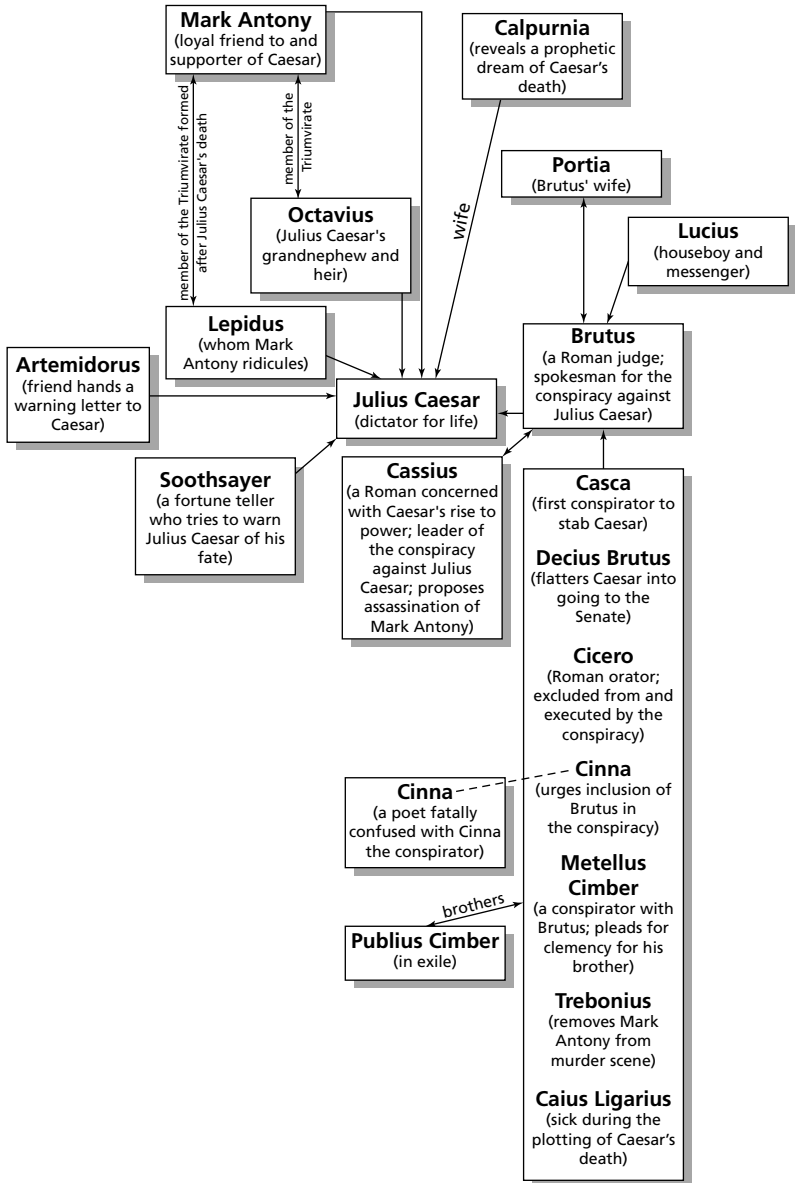 Mark Antony
(loyal friend to and
supporter of Caesar)
Calpurnia
(reveals a prophetic
dream of Caesar's
death)
member of the Triumvirate formed
after Julius Caesar's death
member of the
Triumvirate
wife
Portia
(Brutus' wife)
Octavius
(Julius Caesar's
grandnephew and
heir)
Lucius
(houseboy and
messenger)
Lepidus
(whom Mark
Antony ridicules)
Brutus
(a Roman judge;
spokesman for the
conspiracy against
Julius Caesar)
Artemidorus
(friend hands a
warning letter to
Caesar)
Julius Caesar
(dictator for life)
Soothsayer
(a fortune teller
who tries to warn
Julius Caesar of his
fate)
Cassius
(a Roman concerned
with Caesar's rise to
power; leader of
the conspiracy
against Julius
Caesar; proposes
assassination of
Mark Antony)
Casca
(first conspirator to
stab Caesar)
Decius Brutus
(flatters Caesar into
going to the
Senate)
Cicero
(Roman orator;
excluded from and
executed by the
conspiracy)
Cinna
(urges inclusion of
Brutus in
the conspiracy)
Cinna
(a poet fatally
confused with Cinna
the conspirator)
Metellus
Cimber
(a conspirator with
Brutus; pleads for
clemency for his
brother)
brothers
Publius Cimber
(in exile)
Trebonius
(removes Mark
Antony from
murder scene)
Caius Ligarius
(sick during the
plotting of Caesar's
death)